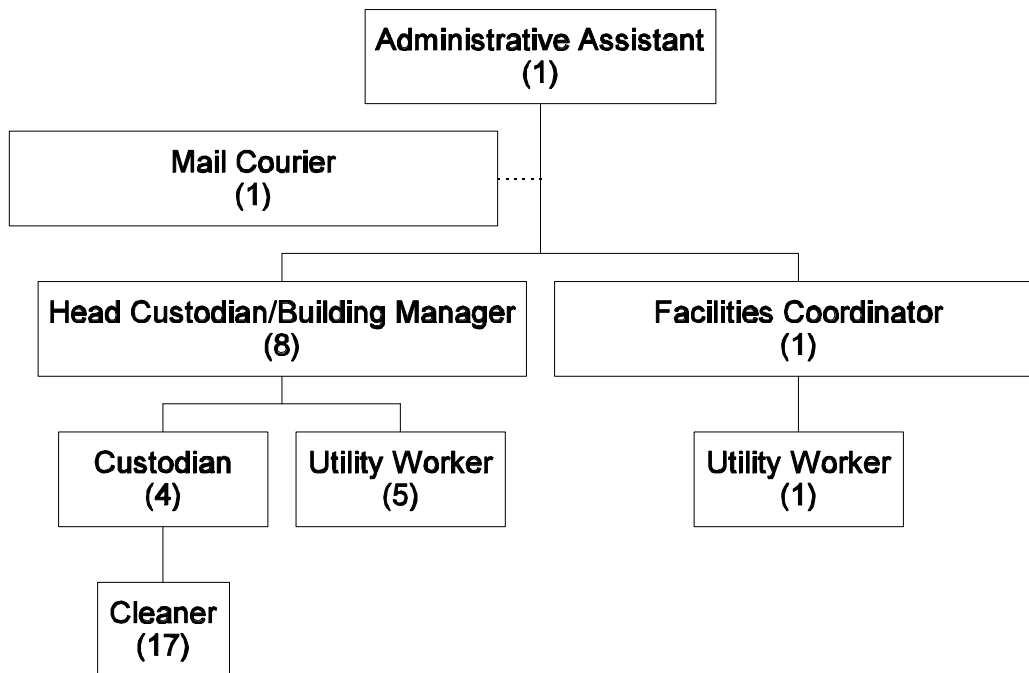 Administrative Assistant
(1)
Mail Courier
(1)
Head Custodian/Building Manager
(8)
Facilities Coordinator
(1)
Custodian
(4)
Utility Worker
(5)
Utility Worker
(1)
Cleaner
(17)